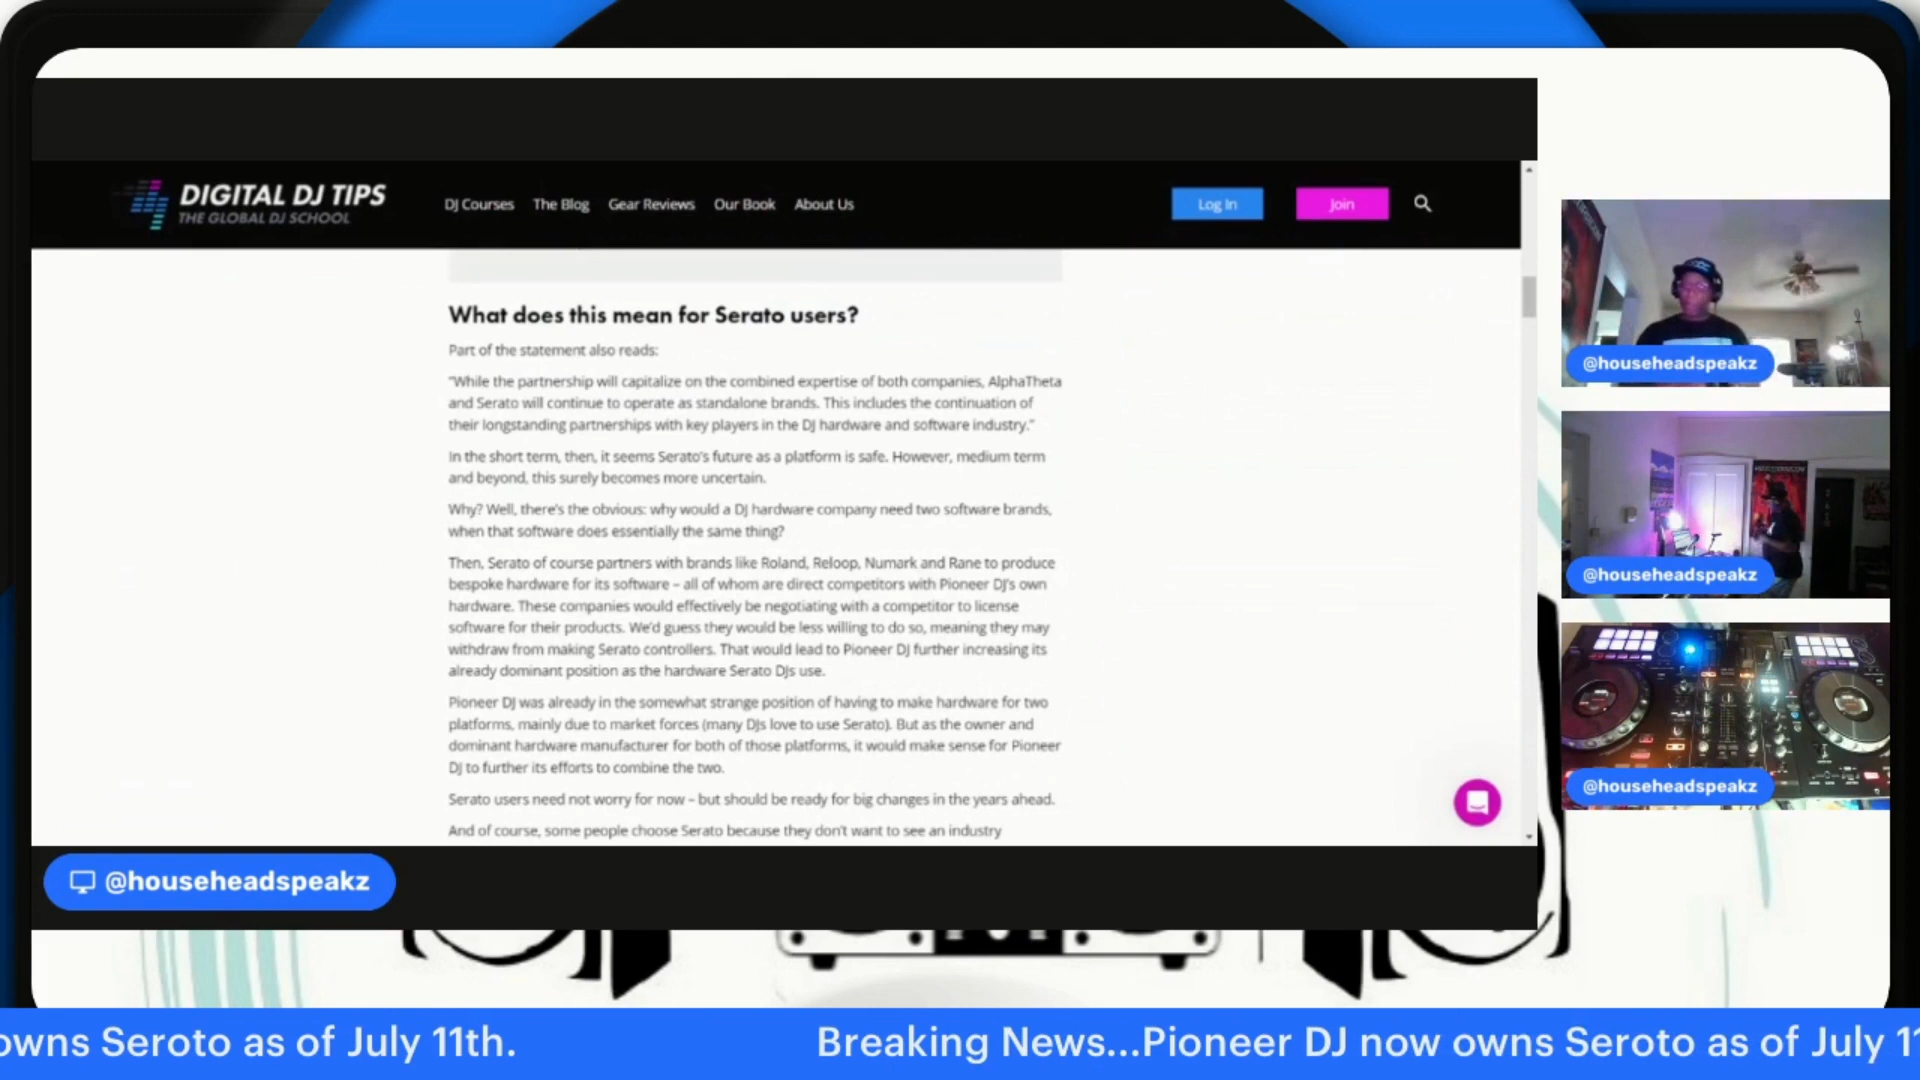 DIGITAL DJ TIPS
THE GLOBAL DJ SCHOOL
DJ Courses The Blog Gear Reviews Our Book About Us
Log In Join
What does this mean for Serato users?
Part of the statement also reads:
"While the partnership will capitalize on the combined expertise of both companies, AlphaTheta
and Serato will continue to operate as standalone brands. This includes the continuation of
their longstanding partnerships with key players in the DJ hardware and software industry."
In the short term, then, it seems Serato's future as a platform is safe. However, medium term
and beyond, this surely becomes more uncertain.
Why? Well, there's the obvious: why would a DJ hardware company need two software brands,
when that software does essentially the same thing?
Then, Serato of course partners with brands like Roland, Reloop, Numark and Rane to produce
bespoke hardware for its software – all of whom are direct competitors with Pioneer DJ's own
hardware. These companies would effectively be negotiating with a competitor to license
software for their products. We'd guess they would be less willing to do so, meaning they may
withdraw from making Serato controllers. That would lead to Pioneer DJ further increasing its
already dominant position as the hardware Serato DJs use.
Pioneer DJ was already in the somewhat strange position of having to make hardware for two
platforms, mainly due to market forces (many DJs love to use Serato). But as the owner and
dominant hardware manufacturer for both of those platforms, it would make sense for Pioneer
DJ to further its efforts to combine the two.
Serato users need not worry for now – but should be ready for big changes in the years ahead.
And of course, some people choose Serato because they don't want to see an industry
@househeadspeakz
@househeadspeakz
@househeadspeakz
@househeadspeakz
owns Seroto as of July 11th.
Breaking News...Pioneer DJ now owns Seroto as of July 11